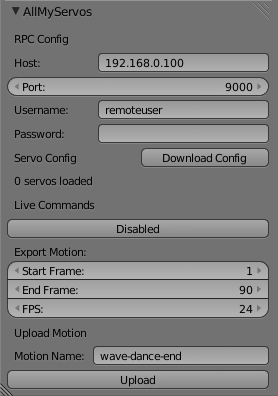 AllMyServos
RPC Config
Host: 192.168.0.100
Port: 9000
Username: remoteuser
Password:
Servo Config Download Config
0 servos loaded
Live Commands
Disabled
Export Motion:
Start Frame: 1
End Frame: 90
FPS: 24
Upload Motion
Motion Name: wave-dance-end
Upload